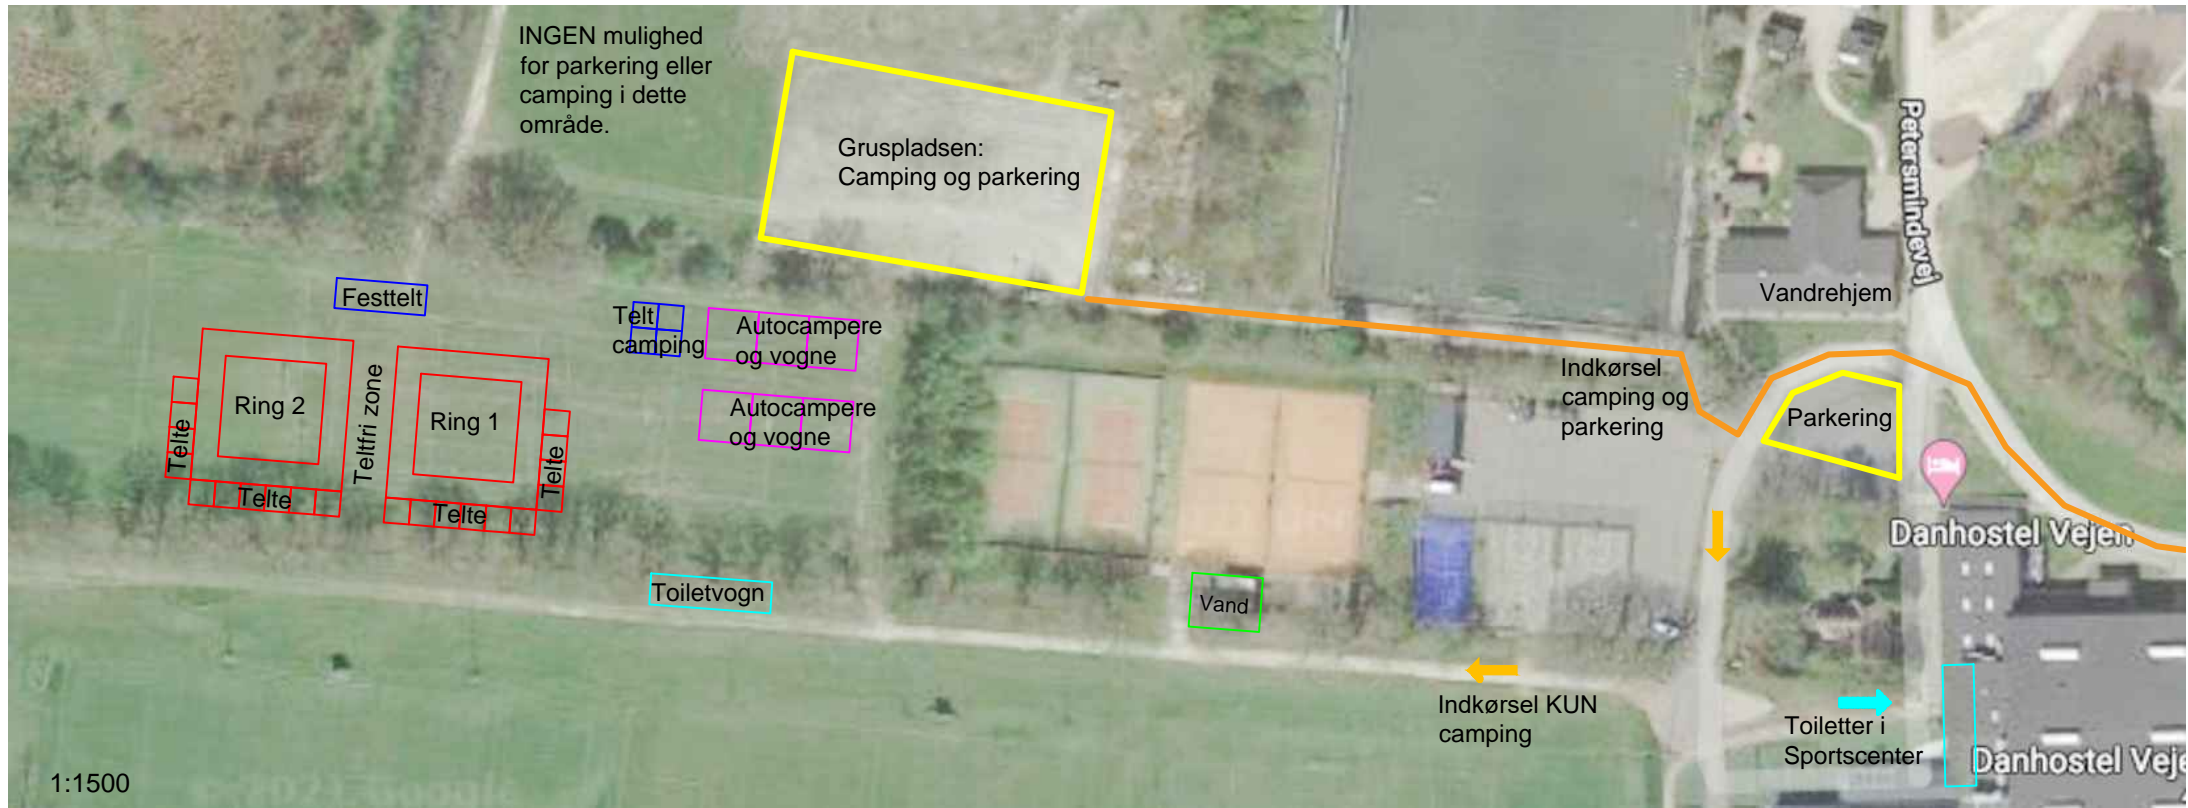 INGEN mulighed
for parkering eller
camping i dette
område.
Gruspladsen:
Camping og parkering
Petersmindevej
Vandrehjem
Festtelt
Telt
camping
Autocampere
og vogne
Autocampere
og vogne
Indkørsel
camping og
parkering
Parkering
Ring 2
Teltfri zone
Ring 1
Telte
Telte
Telte
Telte
Danhostel Vejen
Toiletvogn
Vand
Indkørsel KUN
camping
Toiletter i
Sportscenter
Danhostel Veje
1:1500